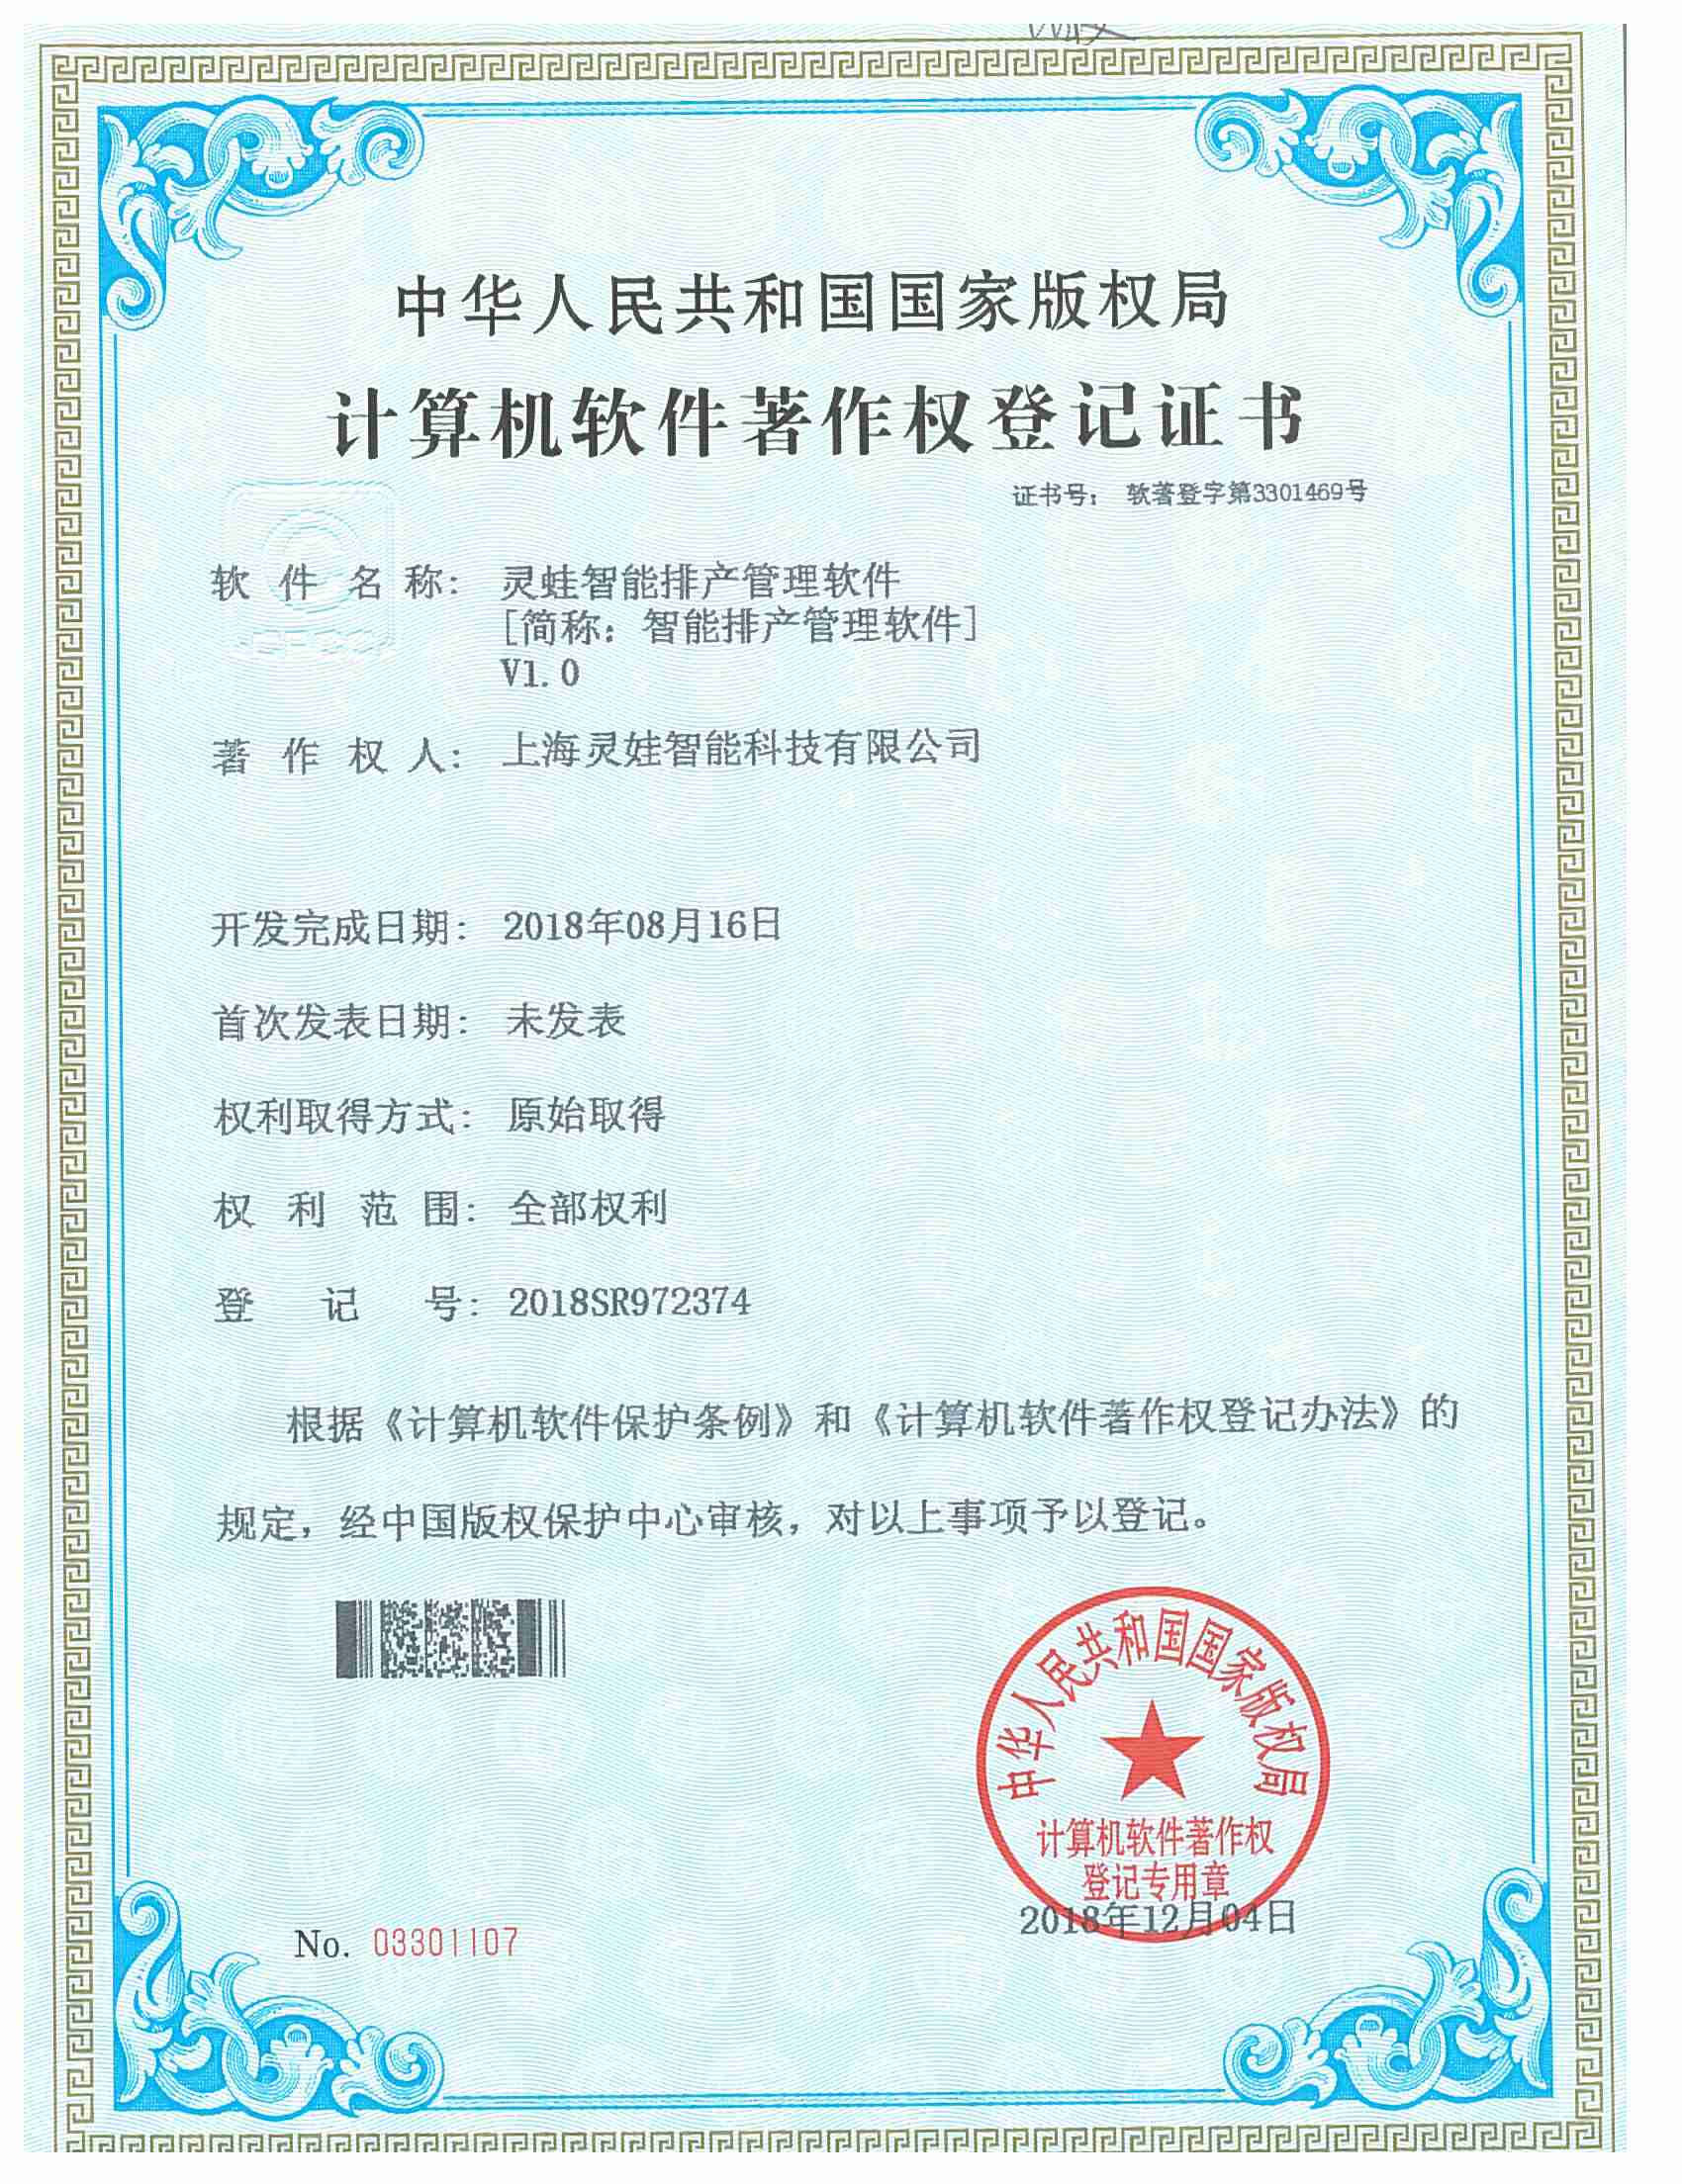 中华人民共和国国家版权局
计算机软件著作权登记证书
证书号： 软著登字第3301469号
软件名称： 灵蛙智能排产管理软件
[简称：智能排产管理软件]
V1.0
著作权人： 上海灵娃智能科技有限公司
开发完成日期： 2018年08月16日
首次发表日期： 未发表
权利取得方式： 原始取得
权利范围： 全部权利
登记号： 2018SR972374
根据《计算机软件保护条例》和《计算机软件著作权登记办法》的
规定，经中国版权保护中心审核，对以上事项予以登记。
中华人民共和国国家版权局
计算机软件著作权
登记专用章
2018年12月04日
No. 03301107